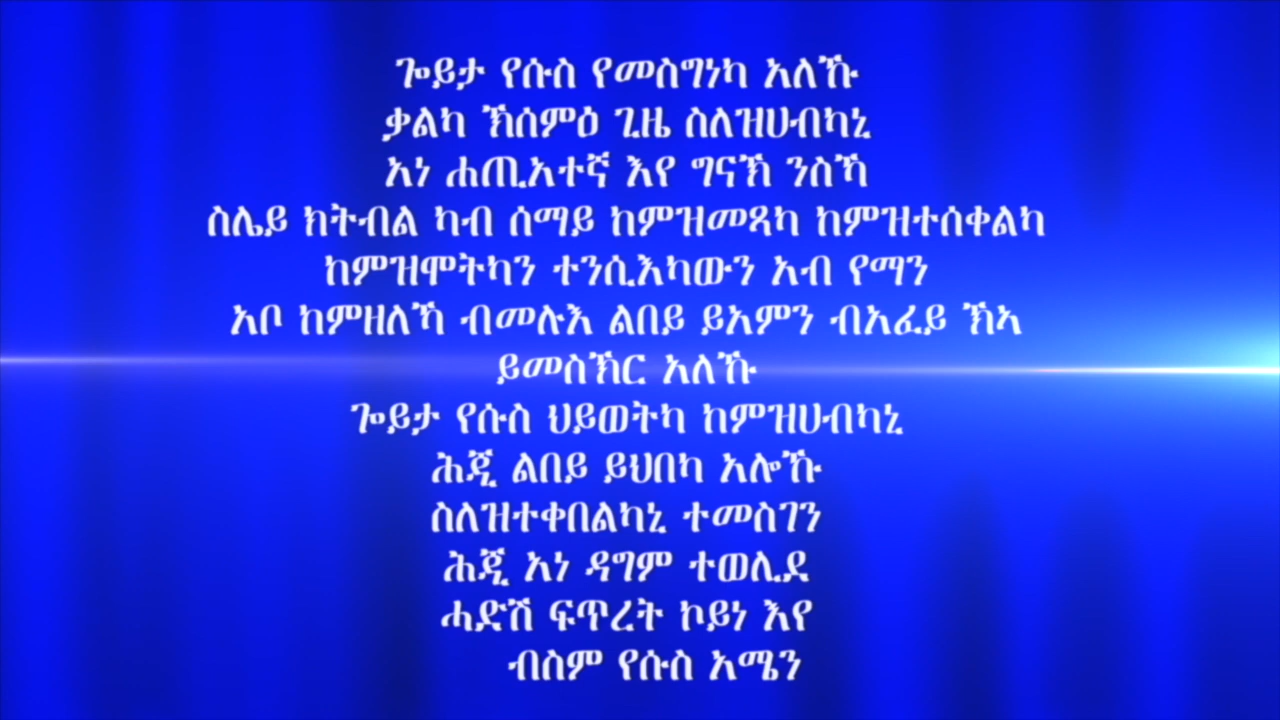 ጐይታ የሱስ የመስግነካ አለኹ
ቃልካ ኽሰምዕ ጊዜ ስለዝሀብካኒ
አነ ሐጢአተኛ እየ ግናኽ ንስኻ
ስሌይ ክትብል ካብ ሰማይ ከምዝመጻካ ከምዝተሰቀልካ
ከምዝሞትካን ተንሲእካውን አብ የማን
አቦ ከምዘለኻ ብመሉእ ልበይ ይአምን ብአፈይ ኽኣ
ይመስኽር አለኹ
ጐይታ የሱስ ህይወትካ ከምዝሀብካኒ
ሕጂ ልበይ ይህበካ አሎኹ
ስለዝተቀበልካኒ ተመስገን
ሕጂ አነ ዳግም ተወሊደ
ሓድሽ ፍጥረት ኮይነ እየ
ብስም የሱስ አሜን